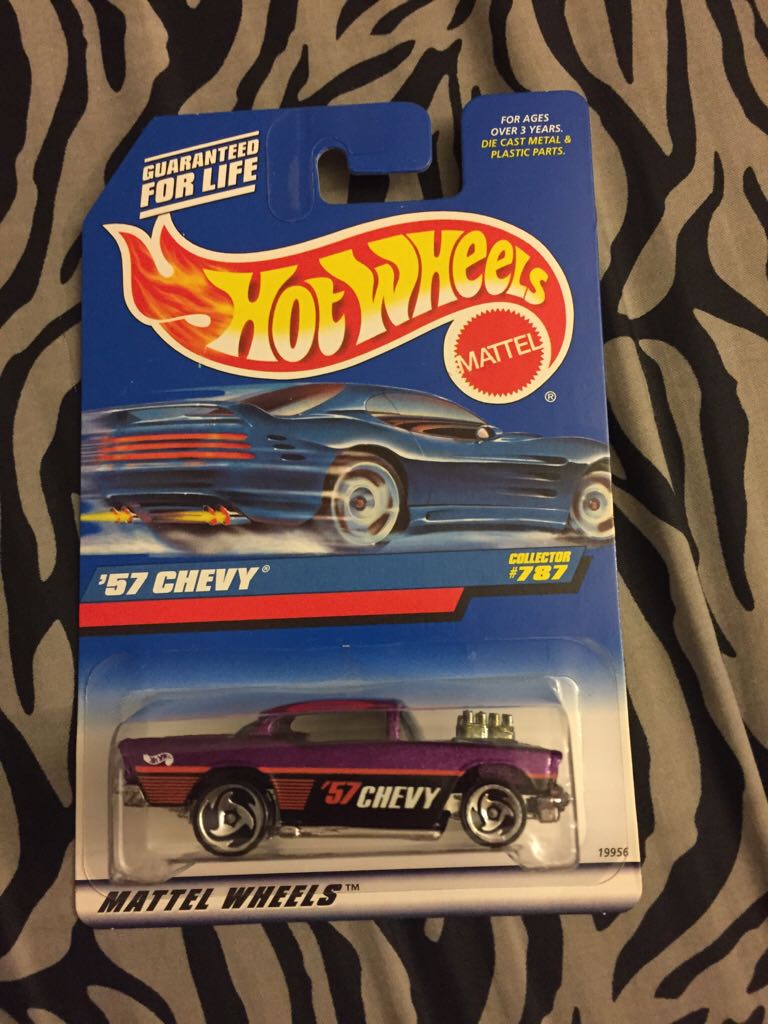 GUARANTEED
FOR LIFE
FOR AGES
OVER 3 YEARS.
DIE CAST METAL &
PLASTIC PARTS.
HOT WHEELS
MATTEL
®
'57 CHEVY®
COLLECTOR
#787
'57 CHEVY
19956
MATTEL WHEELS™